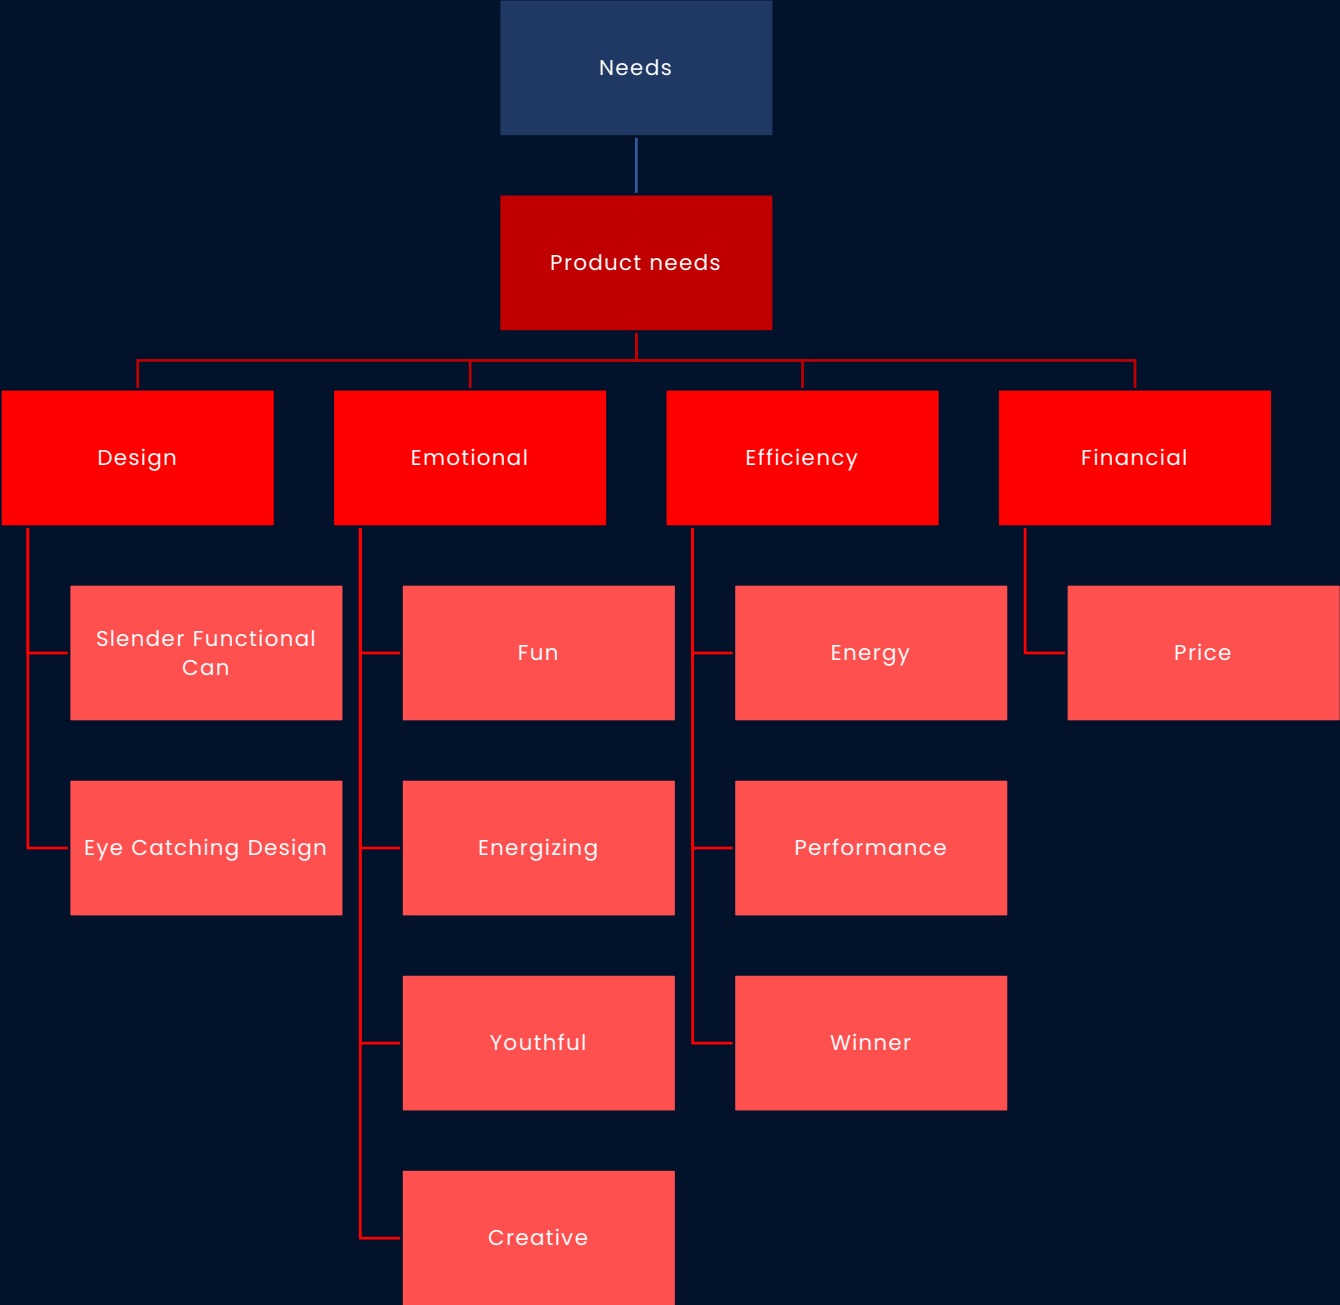 Needs
Product needs
Design
Emotional
Efficiency
Financial
Slender Functional
Can
Fun
Energy
Price
Eye Catching Design
Energizing
Performance
Youthful
Winner
Creative